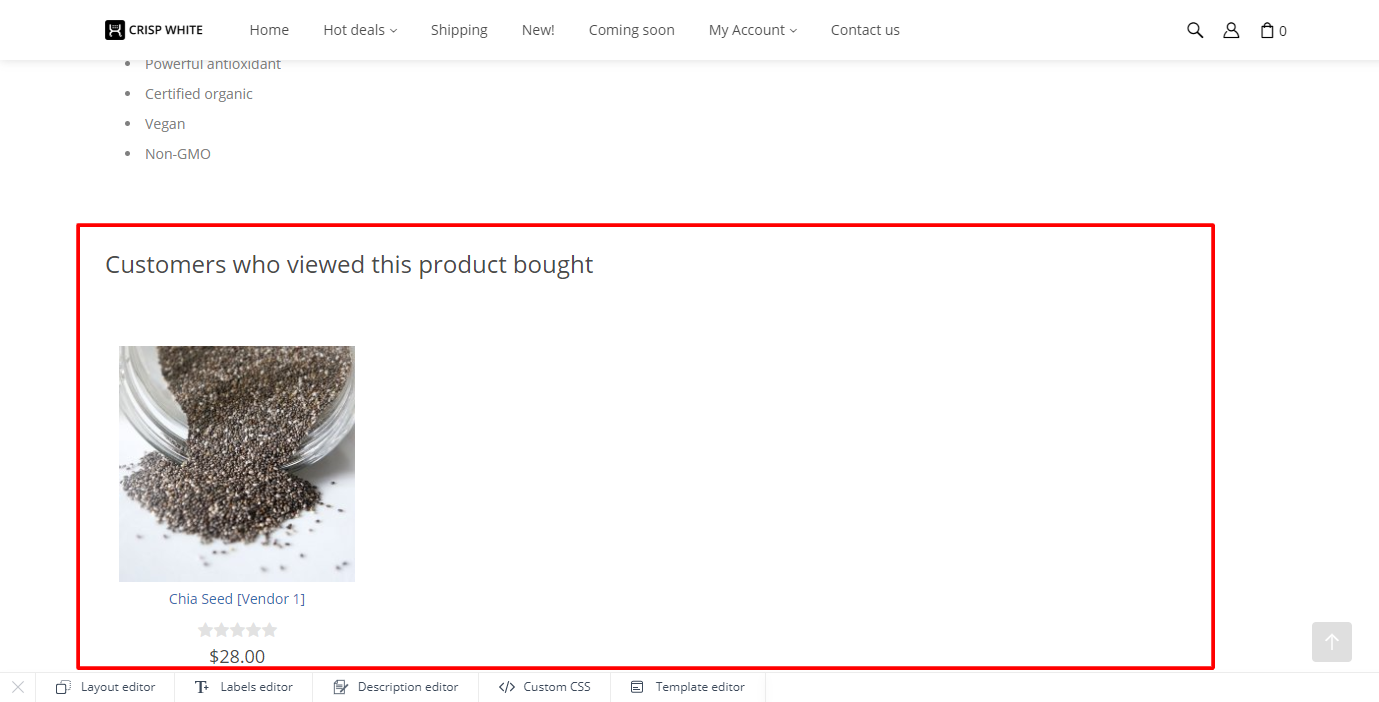 CRISP WHITE Home Hot deals Shipping New! Coming soon My Account Contact us 0
Powerful antioxidant
Certified organic
Vegan
Non-GMO
Customers who viewed this product bought
Chia Seed [Vendor 1]
$28.00
Layout editor Labels editor Description editor Custom CSS Template editor